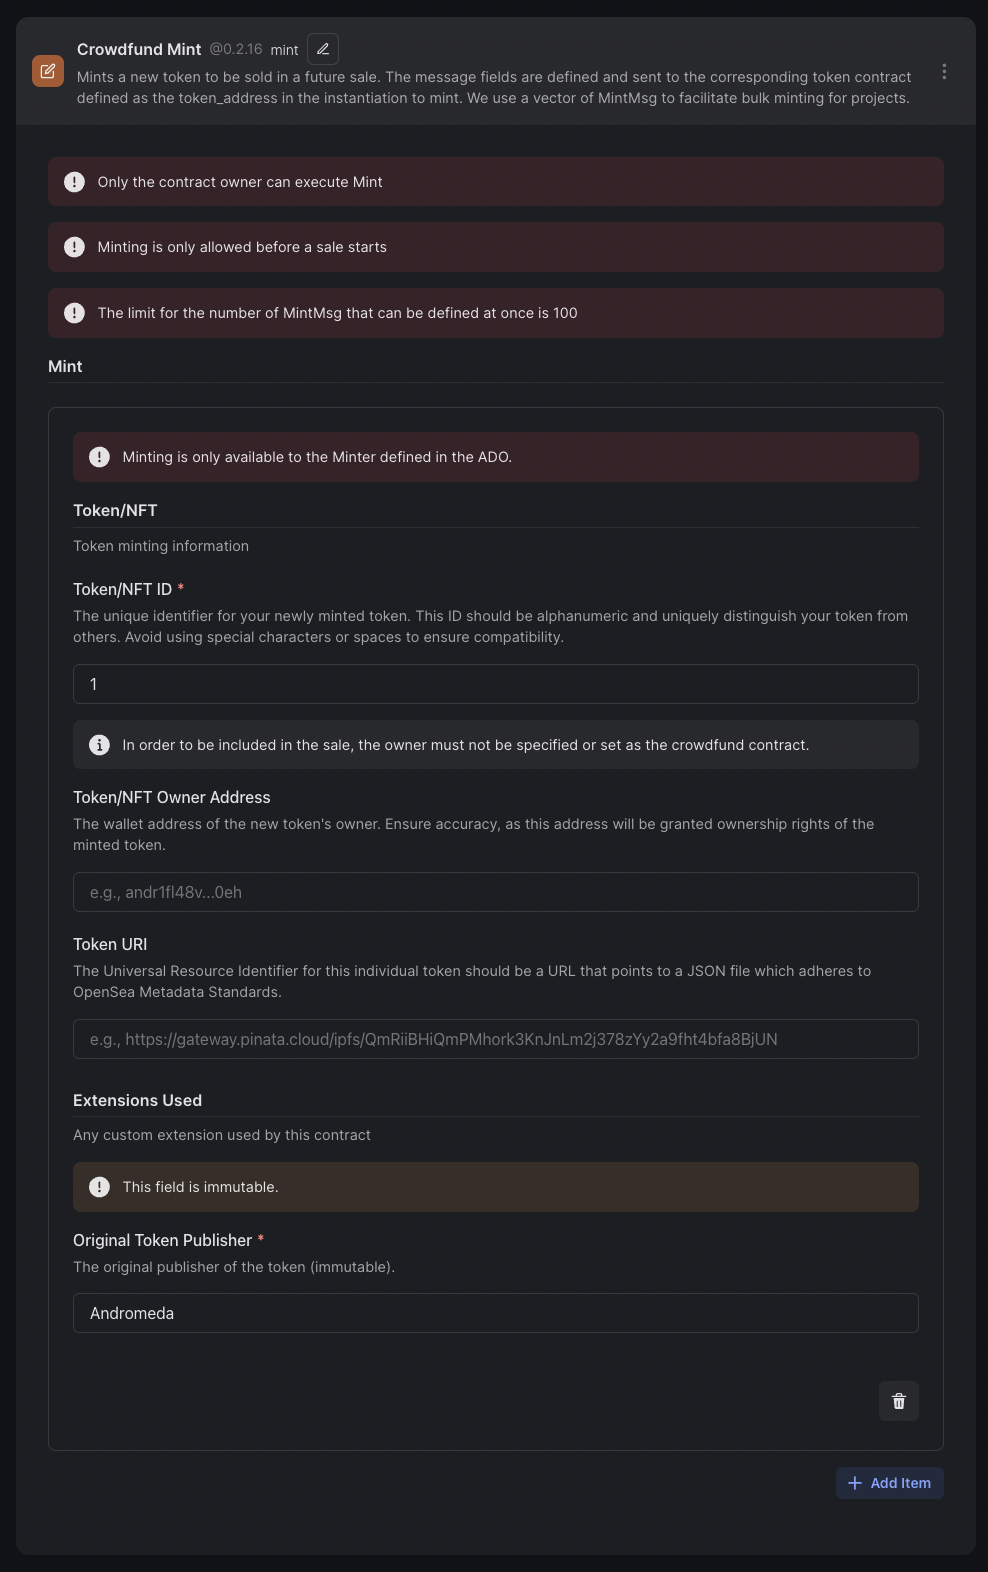 Crowdfund Mint @0.2.16 mint
Mints a new token to be sold in a future sale. The message fields are defined and sent to the corresponding token contract
defined as the token_address in the instantiation to mint. We use a vector of MintMsg to facilitate bulk minting for projects.
Only the contract owner can execute Mint
Minting is only allowed before a sale starts
The limit for the number of MintMsg that can be defined at once is 100
Mint
Minting is only available to the Minter defined in the ADO.
Token/NFT
Token minting information
Token/NFT ID *
The unique identifier for your newly minted token. This ID should be alphanumeric and uniquely distinguish your token from
others. Avoid using special characters or spaces to ensure compatibility.
1
In order to be included in the sale, the owner must not be specified or set as the crowdfund contract.
Token/NFT Owner Address
The wallet address of the new token's owner. Ensure accuracy, as this address will be granted ownership rights of the
minted token.
e.g., andr1fl48v...0eh
Token URI
The Universal Resource Identifier for this individual token should be a URL that points to a JSON file which adheres to
OpenSea Metadata Standards.
e.g., https://gateway.pinata.cloud/ipfs/QmRiiBHiQmPMhork3KnJnLm2j378zYy2a9fht4bfa8BjUN
Extensions Used
Any custom extension used by this contract
This field is immutable.
Original Token Publisher *
The original publisher of the token (immutable).
Andromeda
Add Item